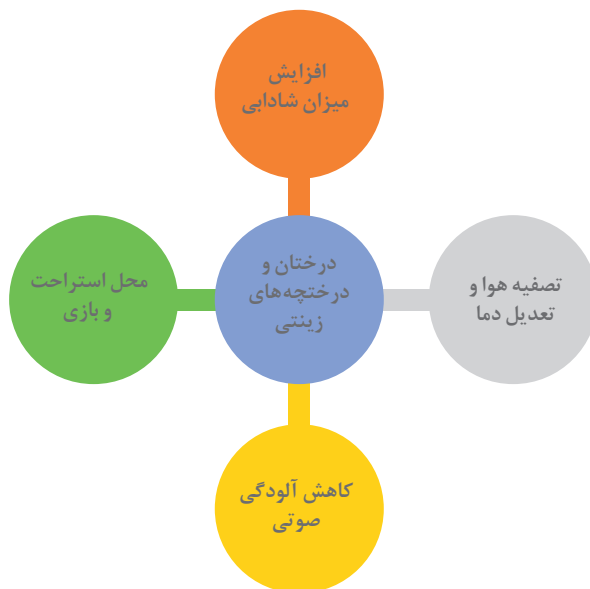 افزایش
میزان شادابی
تصفیه هوا و
تعدیل دما
درختان و
درختچه‌های
زینتی
محل استراحت
و بازی
کاهش آلودگی
صوتی